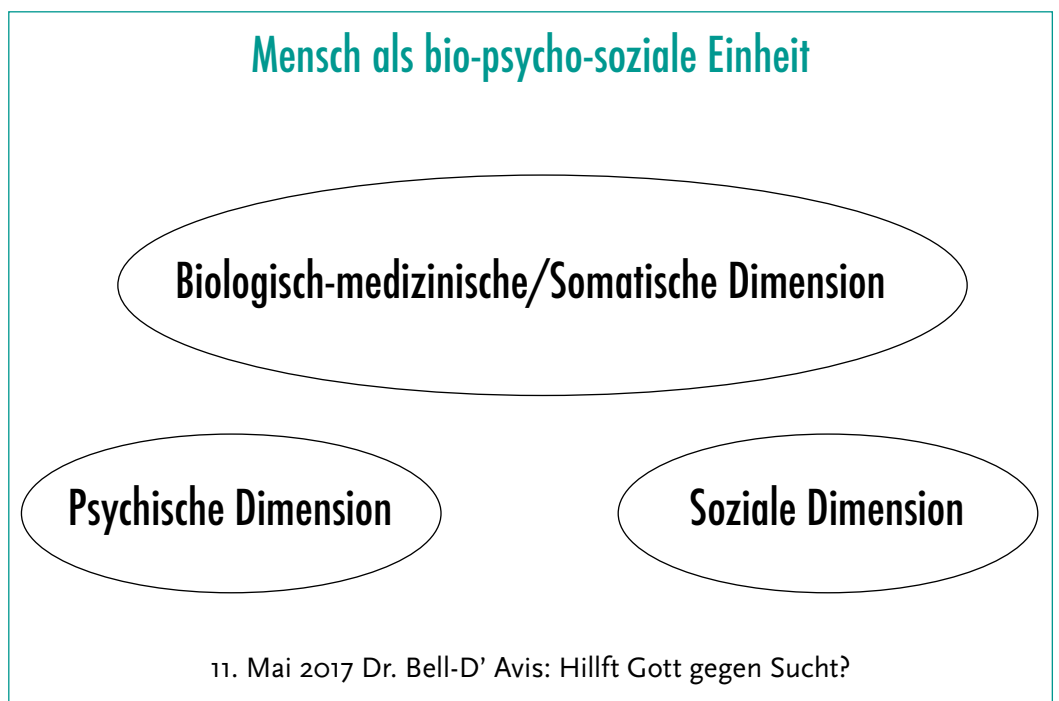 Mensch als bio-psycho-soziale Einheit
Biologisch-medizinische/Somatische Dimension
Psychische Dimension
Soziale Dimension
11. Mai 2017 Dr. Bell-D' Avis: Hillft Gott gegen Sucht?